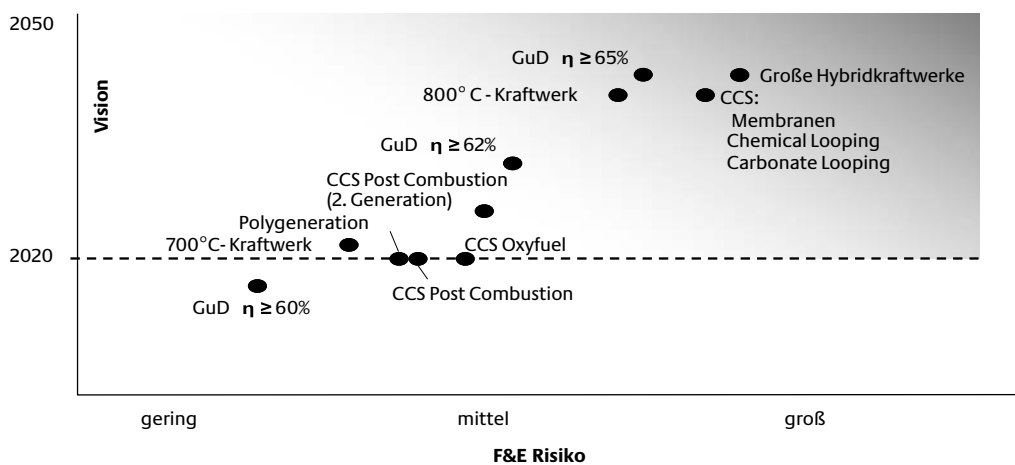 2050
Vision
GuD η ≥ 65%
Große Hybridkraftwerke
800° C - Kraftwerk
CCS:
Membranen
Chemical Looping
Carbonate Looping
GuD η ≥ 62%
CCS Post Combustion
(2. Generation)
Polygeneration
700°C- Kraftwerk
CCS Oxyfuel
2020
CCS Post Combustion
GuD η ≥ 60%
gering
mittel
groß
F&E Risiko